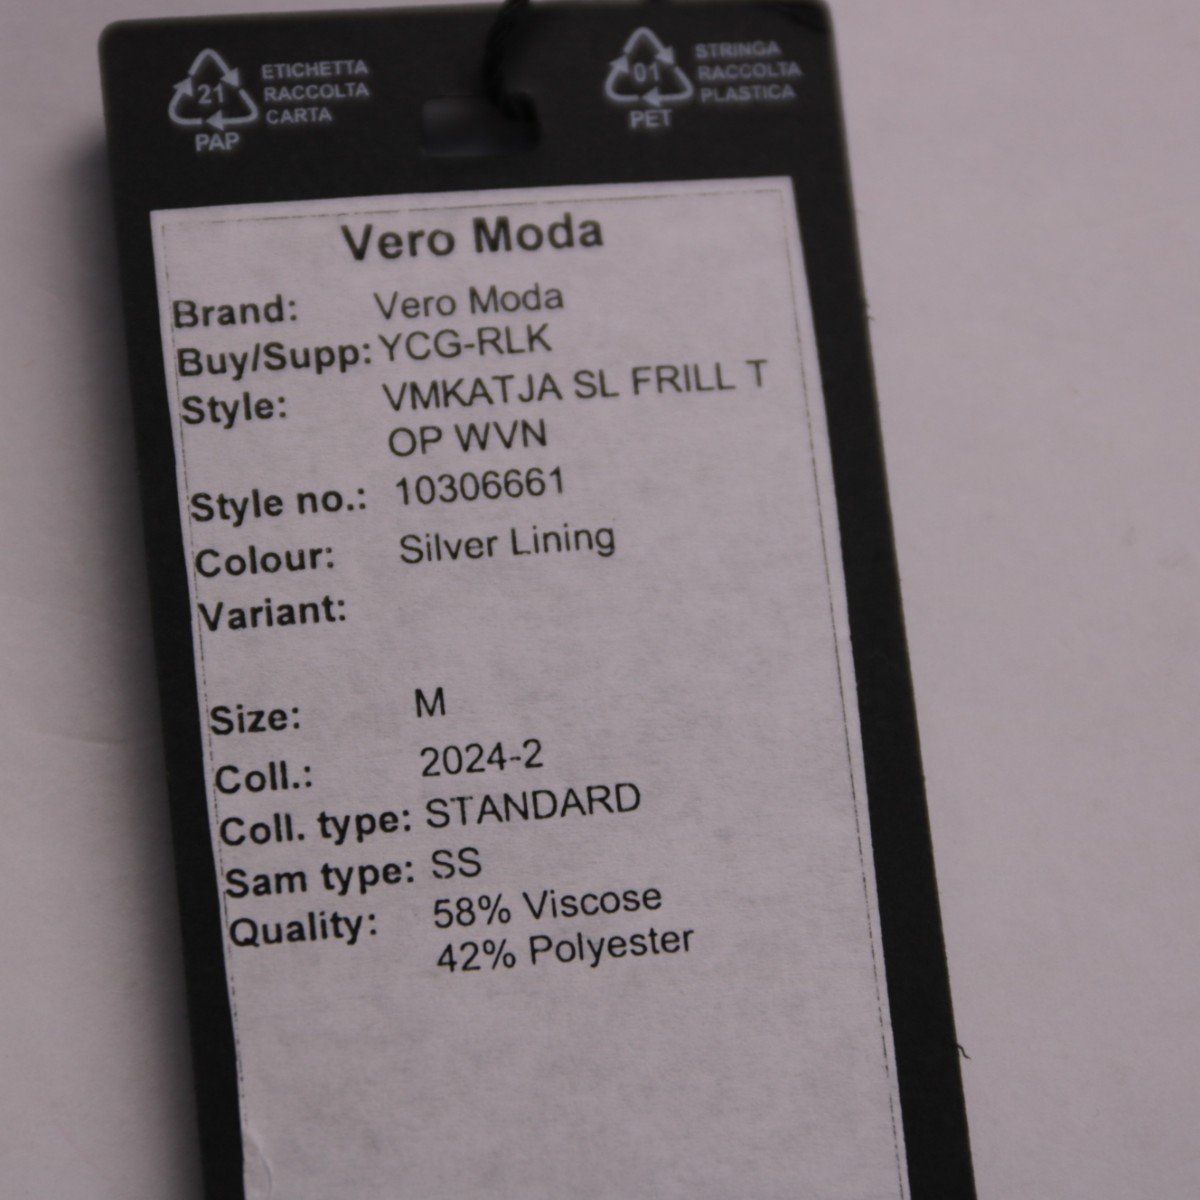 21
PAP
ETICHETTA
RACCOLTA
CARTA
01
PET
STRINGA
RACCOLTA
PLASTICA
Vero Moda
Brand: Vero Moda
Buy/Supp: YCG-RLK
Style: VMKATJA SL FRILL T
OP WVN
Style no.: 10306661
Colour: Silver Lining
Variant:
Size: M
Coll.: 2024-2
Coll. type: STANDARD
Sam type: SS
Quality: 58% Viscose
42% Polyester